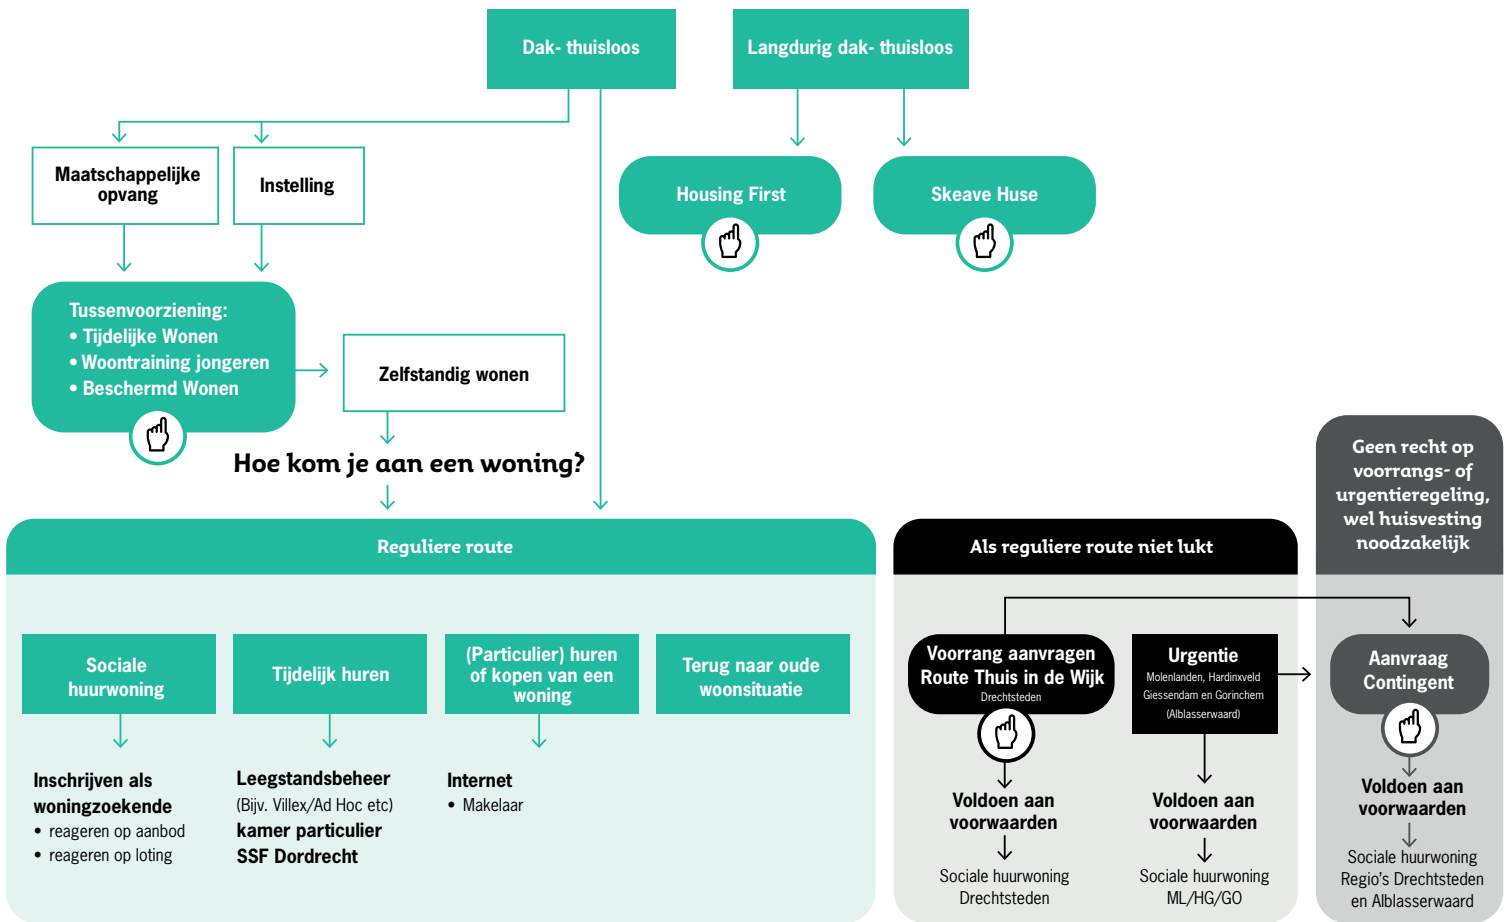 Dak- thuisloos
Langdurig dak- thuisloos
Maatschappelijke
opvang
Instelling
Housing First
Skeave Huse
Tussenvoorziening:
• Tijdelijke Wonen
• Woontraining jongeren
• Beschermd Wonen
Zelfstandig wonen
Hoe kom je aan een woning?
Reguliere route
Sociale
huurwoning
Inschrijven als
woningzoekende
• reageren op aanbod
• reageren op loting
Tijdelijk huren
Leegstandsbeheer
(Bijv. Villex/Ad Hoc etc)
kamer particulier
SSF Dordrecht
(Particulier) huren
of kopen van een
woning
Internet
• Makelaar
Terug naar oude
woonsituatie
Als reguliere route niet lukt
Voorrang aanvragen
Route Thuis in de Wijk
Drechtsteden
Voldoen aan
voorwaarden
Sociale huurwoning
Drechtsteden
Urgentie
Molenlanden, Hardinxveld
Giessendam en Gorinchem
(Alblasserwaard)
Voldoen aan
voorwaarden
Sociale huurwoning
ML/HG/GO
Geen recht op
voorrangs- of
urgentieregeling,
wel huisvesting
noodzakelijk
Aanvraag
Contingent
Voldoen aan
voorwaarden
Sociale huurwoning
Regio's Drechtsteden
en Alblasserwaard